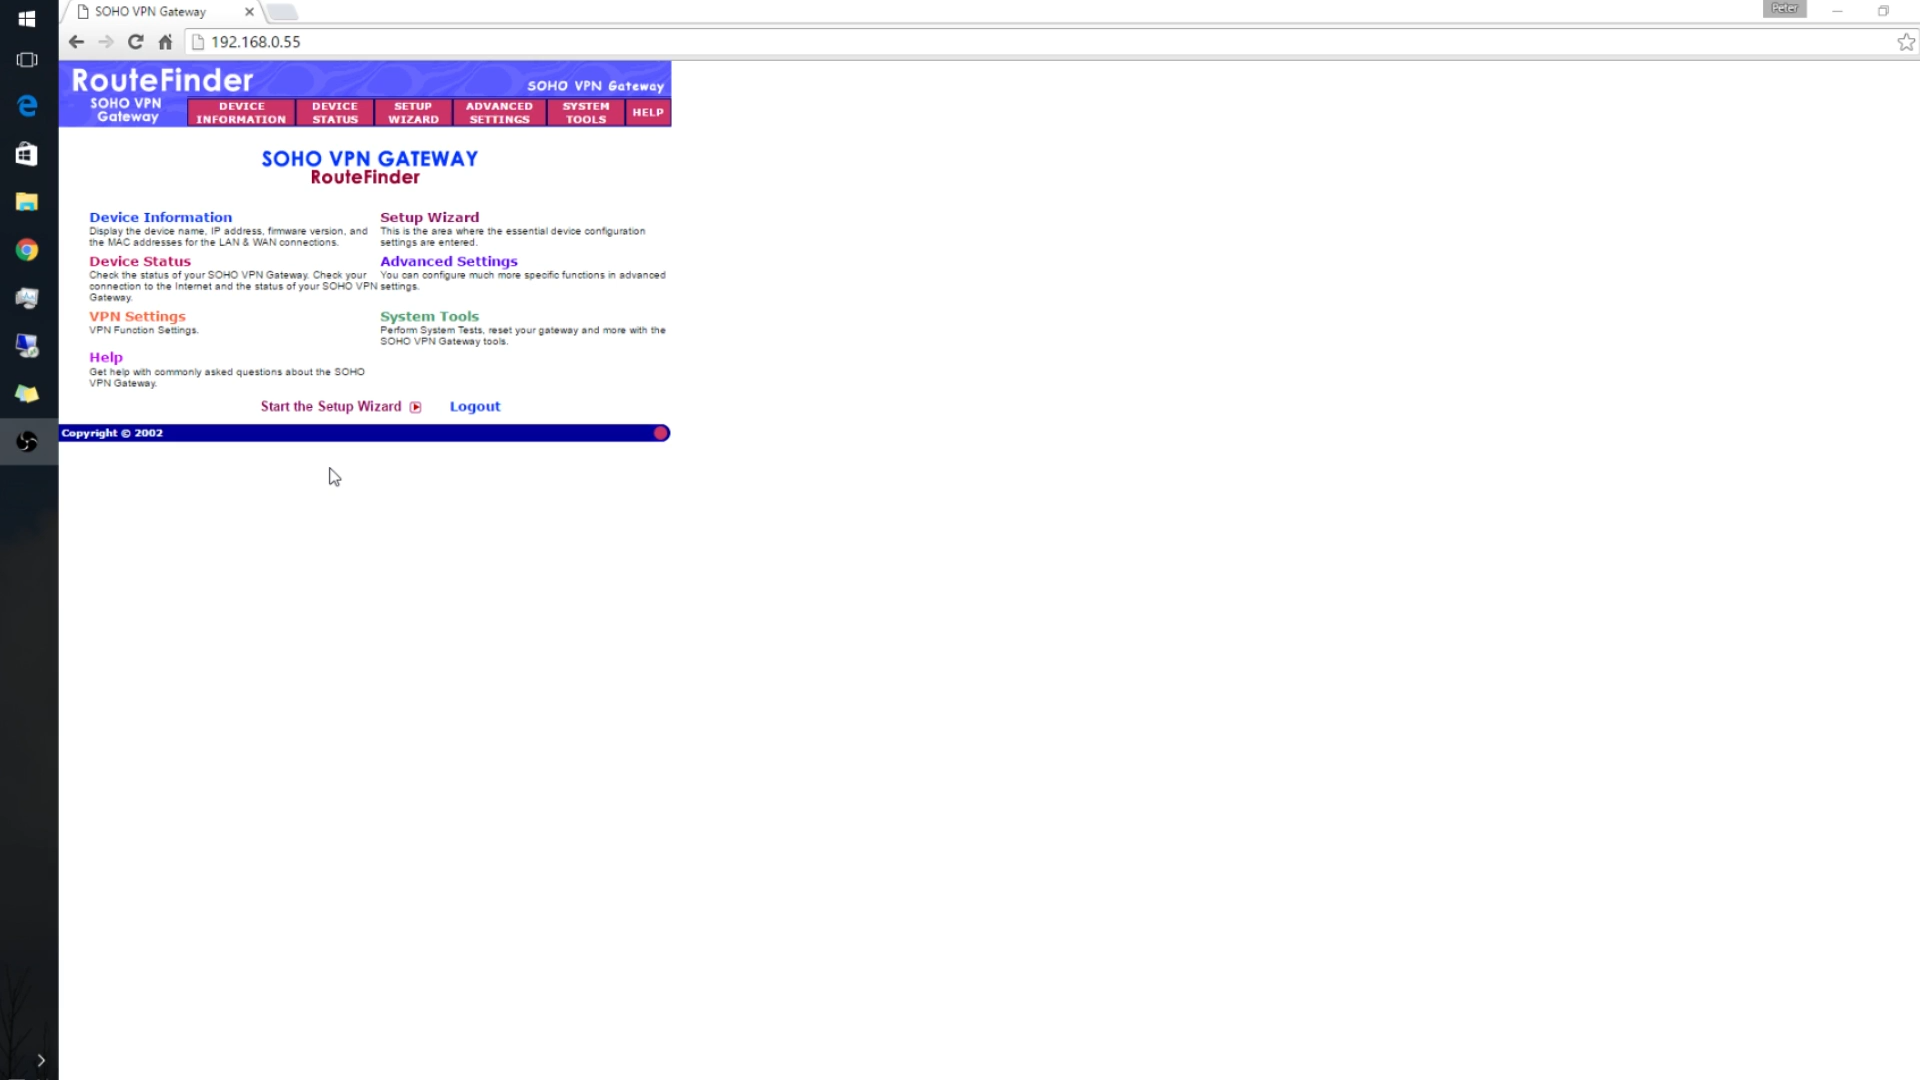 SOHO VPN Gateway
Peter
192.168.0.55
RouteFinder
SOHO VPN Gateway
SOHO VPN
Gateway
DEVICE
INFORMATION
DEVICE
STATUS
SETUP
WIZARD
ADVANCED
SETTINGS
SYSTEM
TOOLS
HELP
SOHO VPN GATEWAY
RouteFinder
Device Information
Display the device name, IP address, firmware version, and
the MAC addresses for the LAN & WAN connections.
Setup Wizard
This is the area where the essential device configuration
settings are entered.
Device Status
Check the status of your SOHO VPN Gateway. Check your
connection to the Internet and the status of your SOHO VPN
Gateway.
Advanced Settings
You can configure much more specific functions in advanced
settings.
VPN Settings
VPN Function Settings.
System Tools
Perform System Tests, reset your gateway and more with the
SOHO VPN Gateway tools.
Help
Get help with commonly asked questions about the SOHO
VPN Gateway.
Start the Setup Wizard
Logout
Copyright © 2002